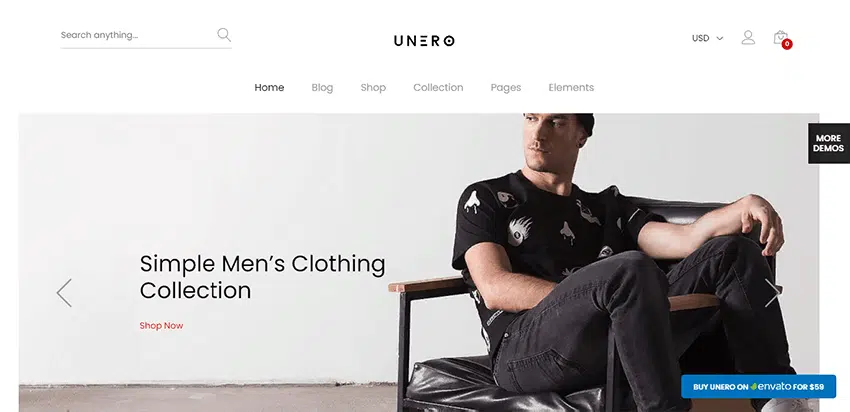 Search anything...
UNERO
USD
0
Home Blog Shop Collection Pages Elements
MORE
DEMOS
Simple Men's Clothing
Collection
Shop Now
BUY UNERO ON envato FOR $59